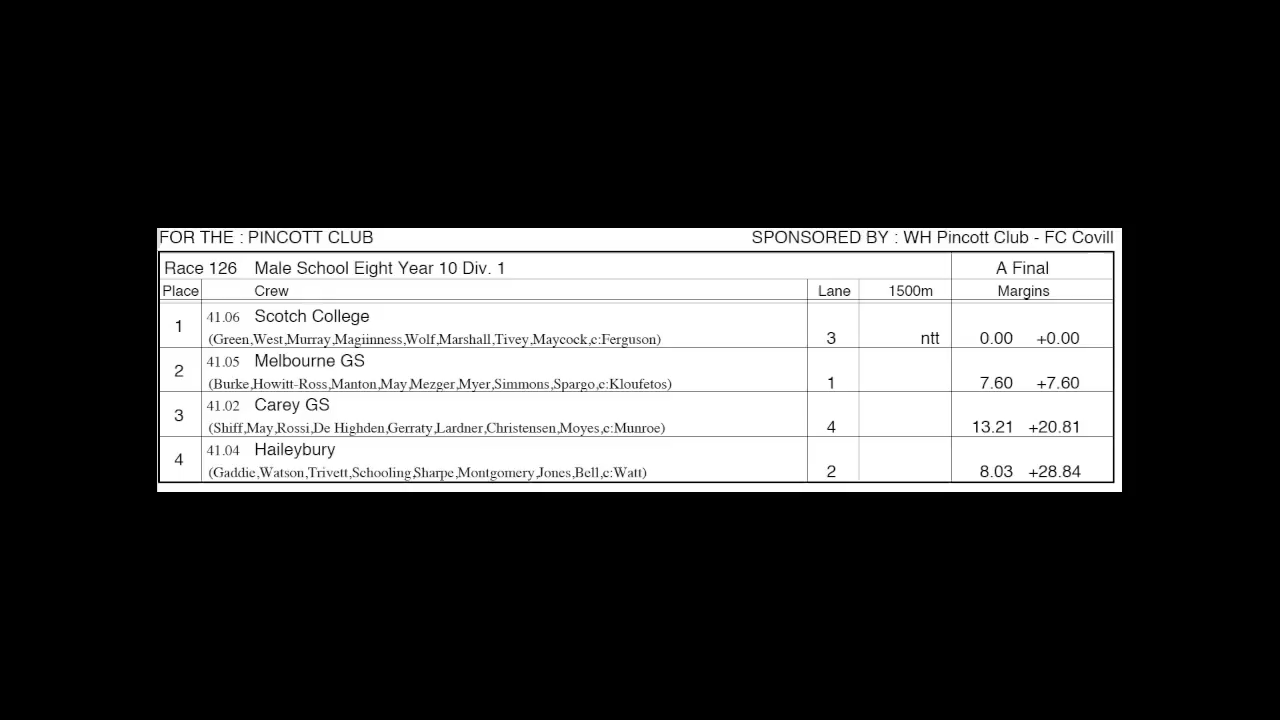 FOR THE : PINCOTT CLUB SPONSORED BY : WH Pincott Club - FC Covill
Race 126 Male School Eight Year 10 Div. 1 A Final
Place Crew Lane 1500m Margins
1 41.06 Scotch College
(Green,West,Murray,Magiinness,Wolf,Marshall,Tivey,Maycock,c:Ferguson) 3 ntt 0.00 +0.00
2 41.05 Melbourne GS
(Burke,Howitt-Ross,Manton,May,Mezger,Myer,Simmons,Spargo,c:Kloufetos) 1 7.60 +7.60
3 41.02 Carey GS
(Shiff,May,Rossi,De Highden,Gerraty,Lardner,Christensen,Moyes,c:Munroe) 4 13.21 +20.81
4 41.04 Haileybury
(Gaddie,Watson,Trivett,Schooling,Sharpe,Montgomery,Jones,Bell,c:Watt) 2 8.03 +28.84